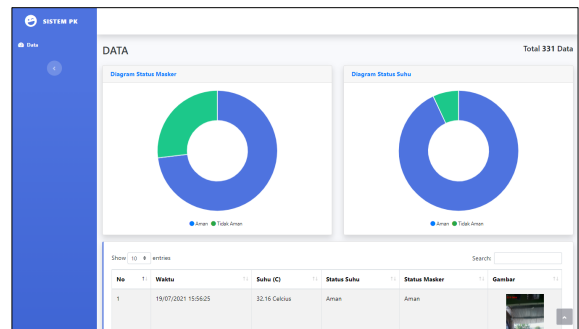 SISTEM PK
Data
DATA
Total 331 Data
Diagram Status Masker
Diagram Status Suhu
Aman Tidak Aman
Aman Tidak Aman
Show 10 entries
Search:
No Waktu Suhu (C) Status Suhu Status Masker Gambar
1 19/07/2021 15:56:25 32.16 Celcius Aman Aman